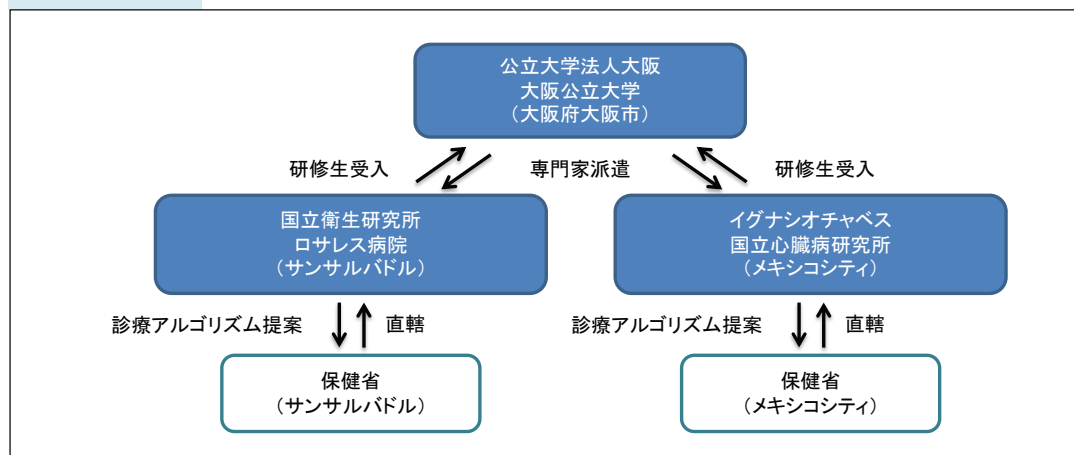 公立大学法人大阪
大阪公立大学
（大阪府大阪市）
研修生受入
専門家派遣
研修生受入
国立衛生研究所
ロサレス病院
（サンサルバドル）
イグナシオチャベス
国立心臓病研究所
（メキシコシティ）
診療アルゴリズム提案
直轄
診療アルゴリズム提案
直轄
保健省
（サンサルバドル）
保健省
（メキシコシティ）